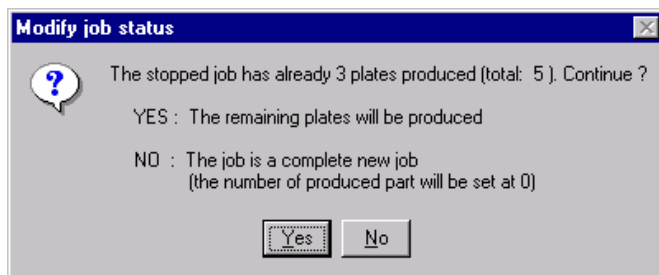 Modify job status
?
The stopped job has already 3 plates produced (total:  5 ). Continue ?
YES :  The remaining plates will be produced
NO  :  The job is a complete new job
(the number of produced part will be set at 0)
Yes
No